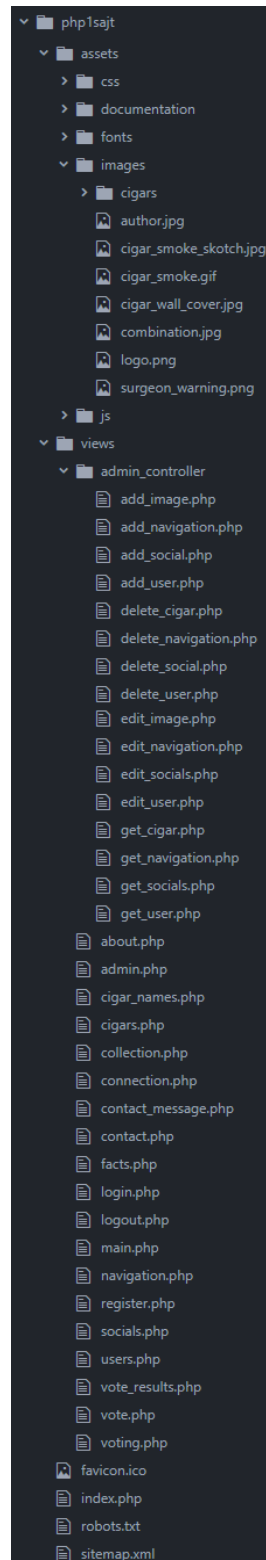 php1sajt
assets
css
documentation
fonts
images
cigars
author.jpg
cigar_smoke_skotch.jpg
cigar_smoke.gif
cigar_wall_cover.jpg
combination.jpg
logo.png
surgeon_warning.png
js
views
admin_controller
add_image.php
add_navigation.php
add_social.php
add_user.php
delete_cigar.php
delete_navigation.php
delete_social.php
delete_user.php
edit_image.php
edit_navigation.php
edit_socials.php
edit_user.php
get_cigar.php
get_navigation.php
get_socials.php
get_user.php
about.php
admin.php
cigar_names.php
cigars.php
collection.php
connection.php
contact_message.php
contact.php
facts.php
login.php
logout.php
main.php
navigation.php
register.php
socials.php
users.php
vote_results.php
vote.php
voting.php
favicon.ico
index.php
robots.txt
sitemap.xml